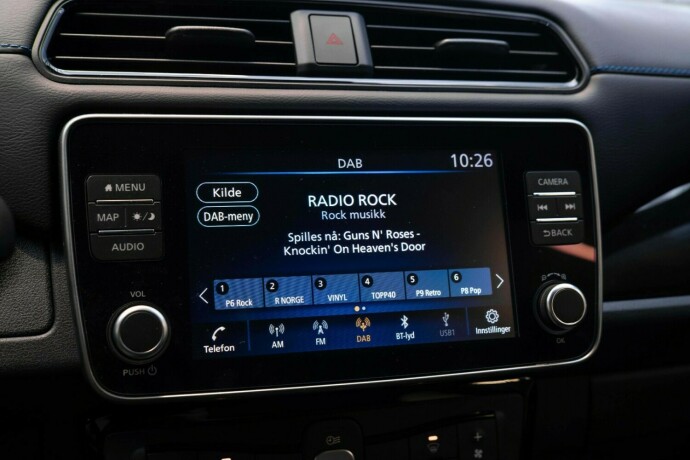 DAB
10:26
MENU
MAP
AUDIO
VOL
PUSH
Kilde
DAB-meny
RADIO ROCK
Rock musikk
Spilles nå: Guns N' Roses -
Knockin' On Heaven's Door
1 2 3 4 5 6
P6 Rock R NORGE VINYL TOPP40 P9 Retro P8 Pop
Telefon AM FM DAB BT-lyd USB1 Innstillinger
CAMERA
BACK
OK